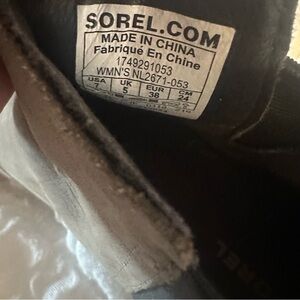 SOREL.COM
MADE IN CHINA
Fabriqué En Chine
1749291053
WMN'S NL2671-053
USA UK EUR CM
7 5 38 24
SOREL